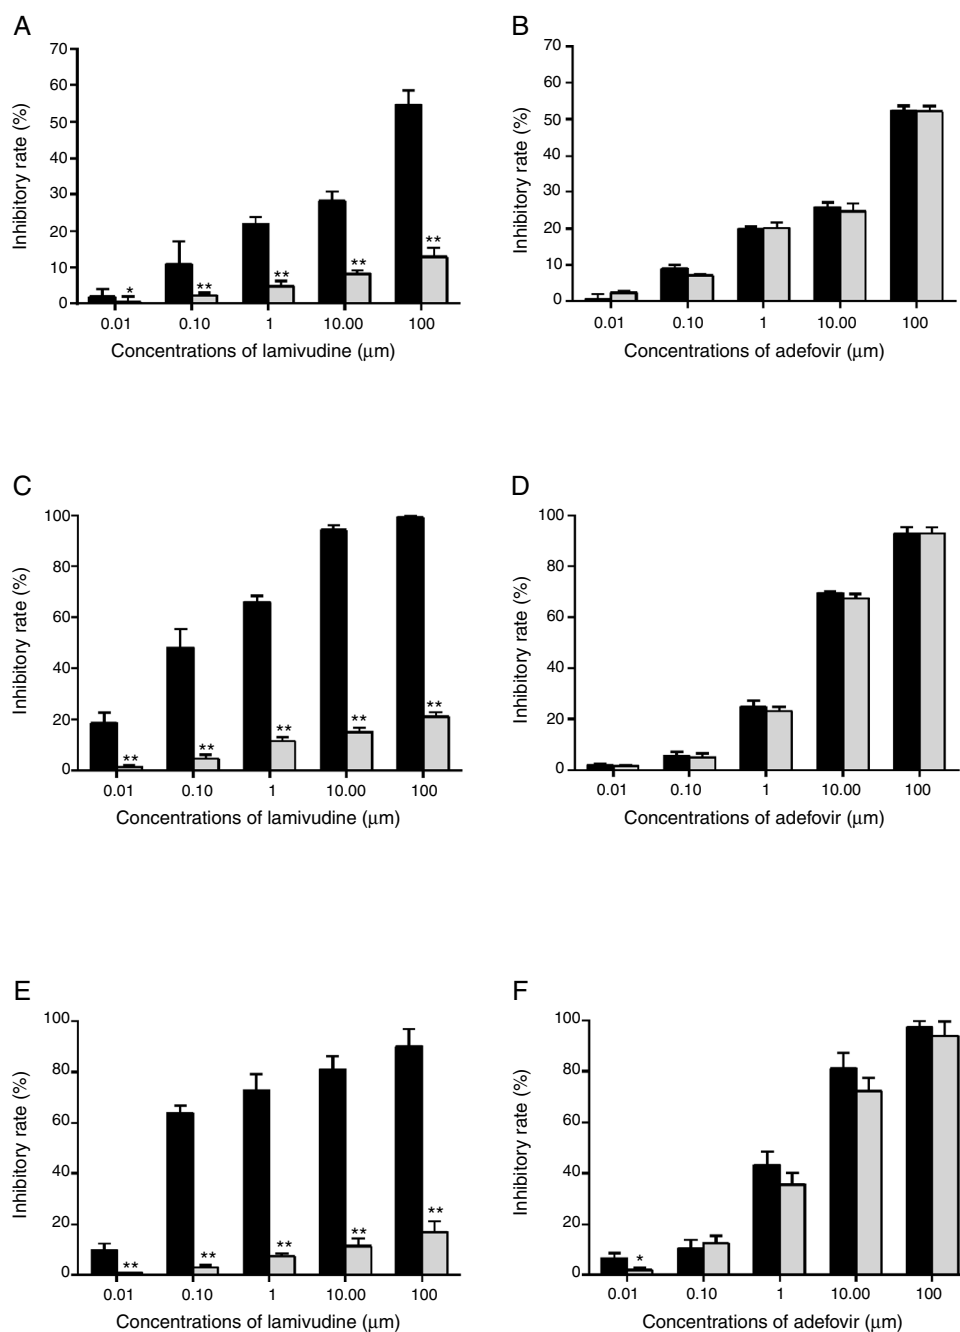 A
Inhibitory rate (%)
70
60
50
40
30
20
10
0
* ** ** ** **
0.01 0.10 1 10.00 100
Concentrations of lamivudine (μm)
B
Inhibitory rate (%)
70
60
50
40
30
20
10
0
0.01 0.10 1 10.00 100
Concentrations of adefovir (μm)
C
Inhibitory rate (%)
100
80
60
40
20
0
** ** ** ** **
0.01 0.10 1 10.00 100
Concentrations of lamivudine (μm)
D
Inhibitory rate (%)
100
80
60
40
20
0
0.01 0.10 1 10.00 100
Concentrations of adefovir (μm)
E
Inhibitory rate (%)
100
80
60
40
20
0
** ** ** ** **
0.01 0.10 1 10.00 100
Concentrations of lamivudine (μm)
F
Inhibitory rate (%)
100
80
60
40
20
0
*
0.01 0.10 1 10.00 100
Concentrations of adefovir (μm)